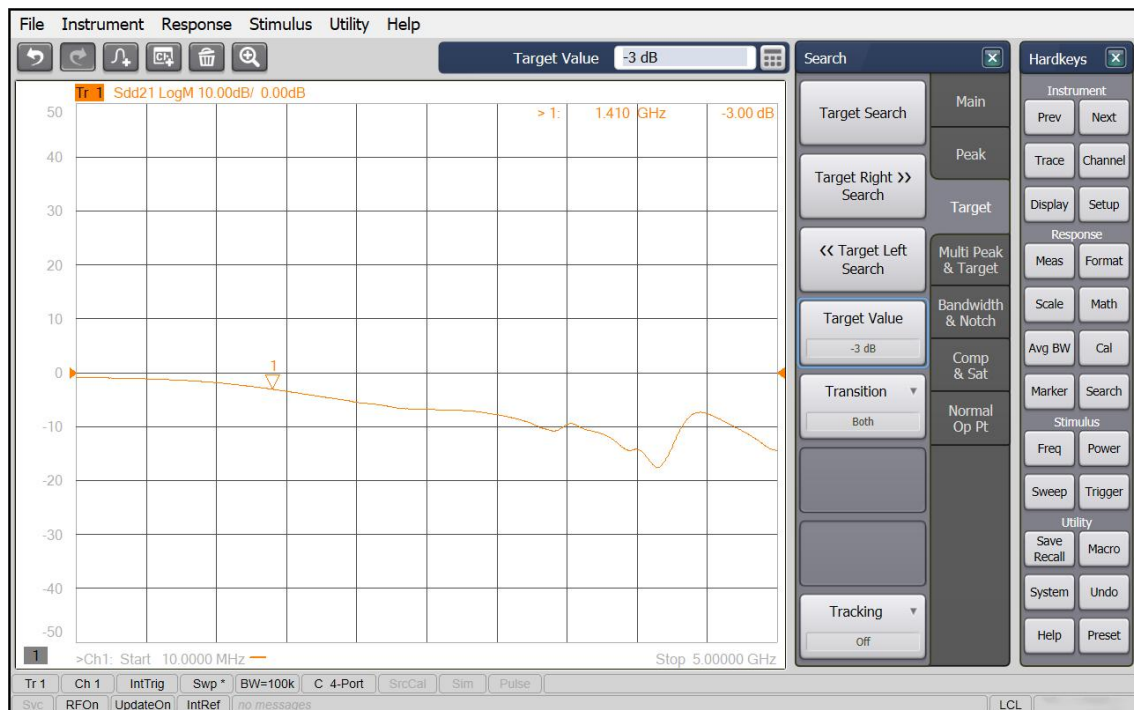 File Instrument Response Stimulus Utility Help
Target Value -3 dB
Tr 1 Sdd21 LogM 10.00dB/ 0.00dB
> 1: 1.410 GHz -3.00 dB
50
40
30
20
10
0
-10
-20
-30
-40
-50
1
1 >Ch1: Start 10.0000 MHz Stop 5.00000 GHz
Search
Target Search
Target Right >>
Search
<< Target Left
Search
Target Value
-3 dB
Transition
Both
Tracking
Off
Main
Peak
Target
Multi Peak
& Target
Bandwidth
& Notch
Comp
& Sat
Normal
Op Pt
Hardkeys
Instrument
Prev Next
Trace Channel
Display Setup
Response
Meas Format
Scale Math
Avg BW Cal
Marker Search
Stimulus
Freq Power
Sweep Trigger
Utility
Save
Recall
Macro
System Undo
Help Preset
Tr 1 Ch 1 IntTrig Swp * BW=100k C 4-Port SrcCal Sim Pulse
Svc RFOn UpdateOn IntRef no messages LCL